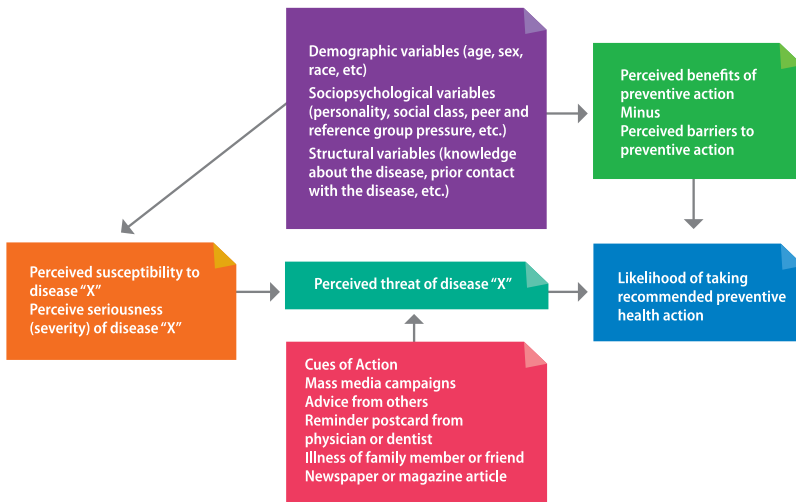 Demographic variables (age, sex,
race, etc)
Sociopsychological variables
(personality, social class, peer and
reference group pressure, etc.)
Structural variables (knowledge
about the disease, prior contact
with the disease, etc.)
Perceived benefits of
preventive action
Minus
Perceived barriers to
preventive action
Perceived susceptibility to
disease “X”
Perceive seriousness
(severity) of disease “X”
Perceived threat of disease “X”
Likelihood of taking
recommended preventive
health action
Cues of Action
Mass media campaigns
Advice from others
Reminder postcard from
physician or dentist
Illness of family member or friend
Newspaper or magazine article